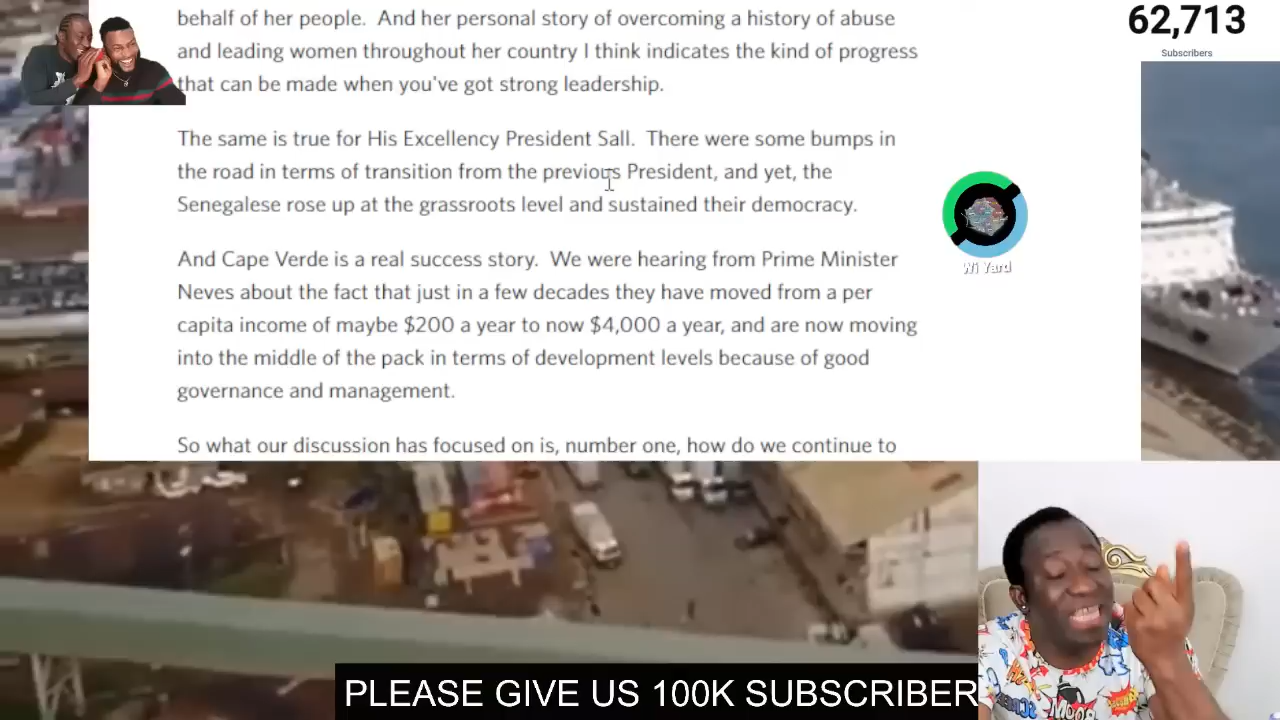 62,713
Subscribers
behalf of her people.  And her personal story of overcoming a history of abuse
and leading women throughout her country I think indicates the kind of progress
that can be made when you've got strong leadership.
The same is true for His Excellency President Sall.  There were some bumps in
the road in terms of transition from the previous President, and yet, the
Senegalese rose up at the grassroots level and sustained their democracy.
And Cape Verde is a real success story.  We were hearing from Prime Minister
Neves about the fact that just in a few decades they have moved from a per
capita income of maybe $200 a year to now $4,000 a year, and are now moving
into the middle of the pack in terms of development levels because of good
governance and management.
So what our discussion has focused on is, number one, how do we continue to
Wi Yard
PLEASE GIVE US 100K SUBSCRIBER